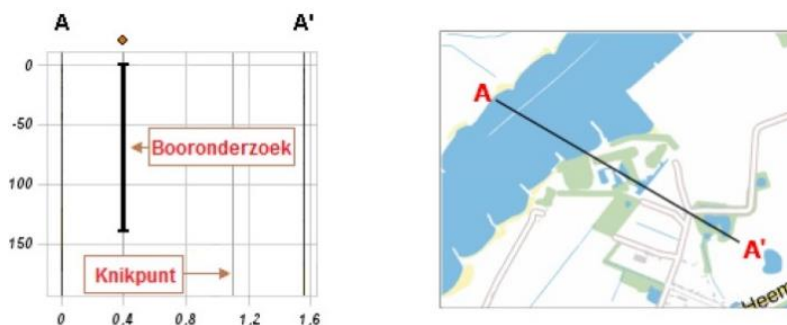 A A'
0
-50
100
150
Booronderzoek
Knikpunt
0 0.4 0.8 1.2 1.6
A
A'
Heem